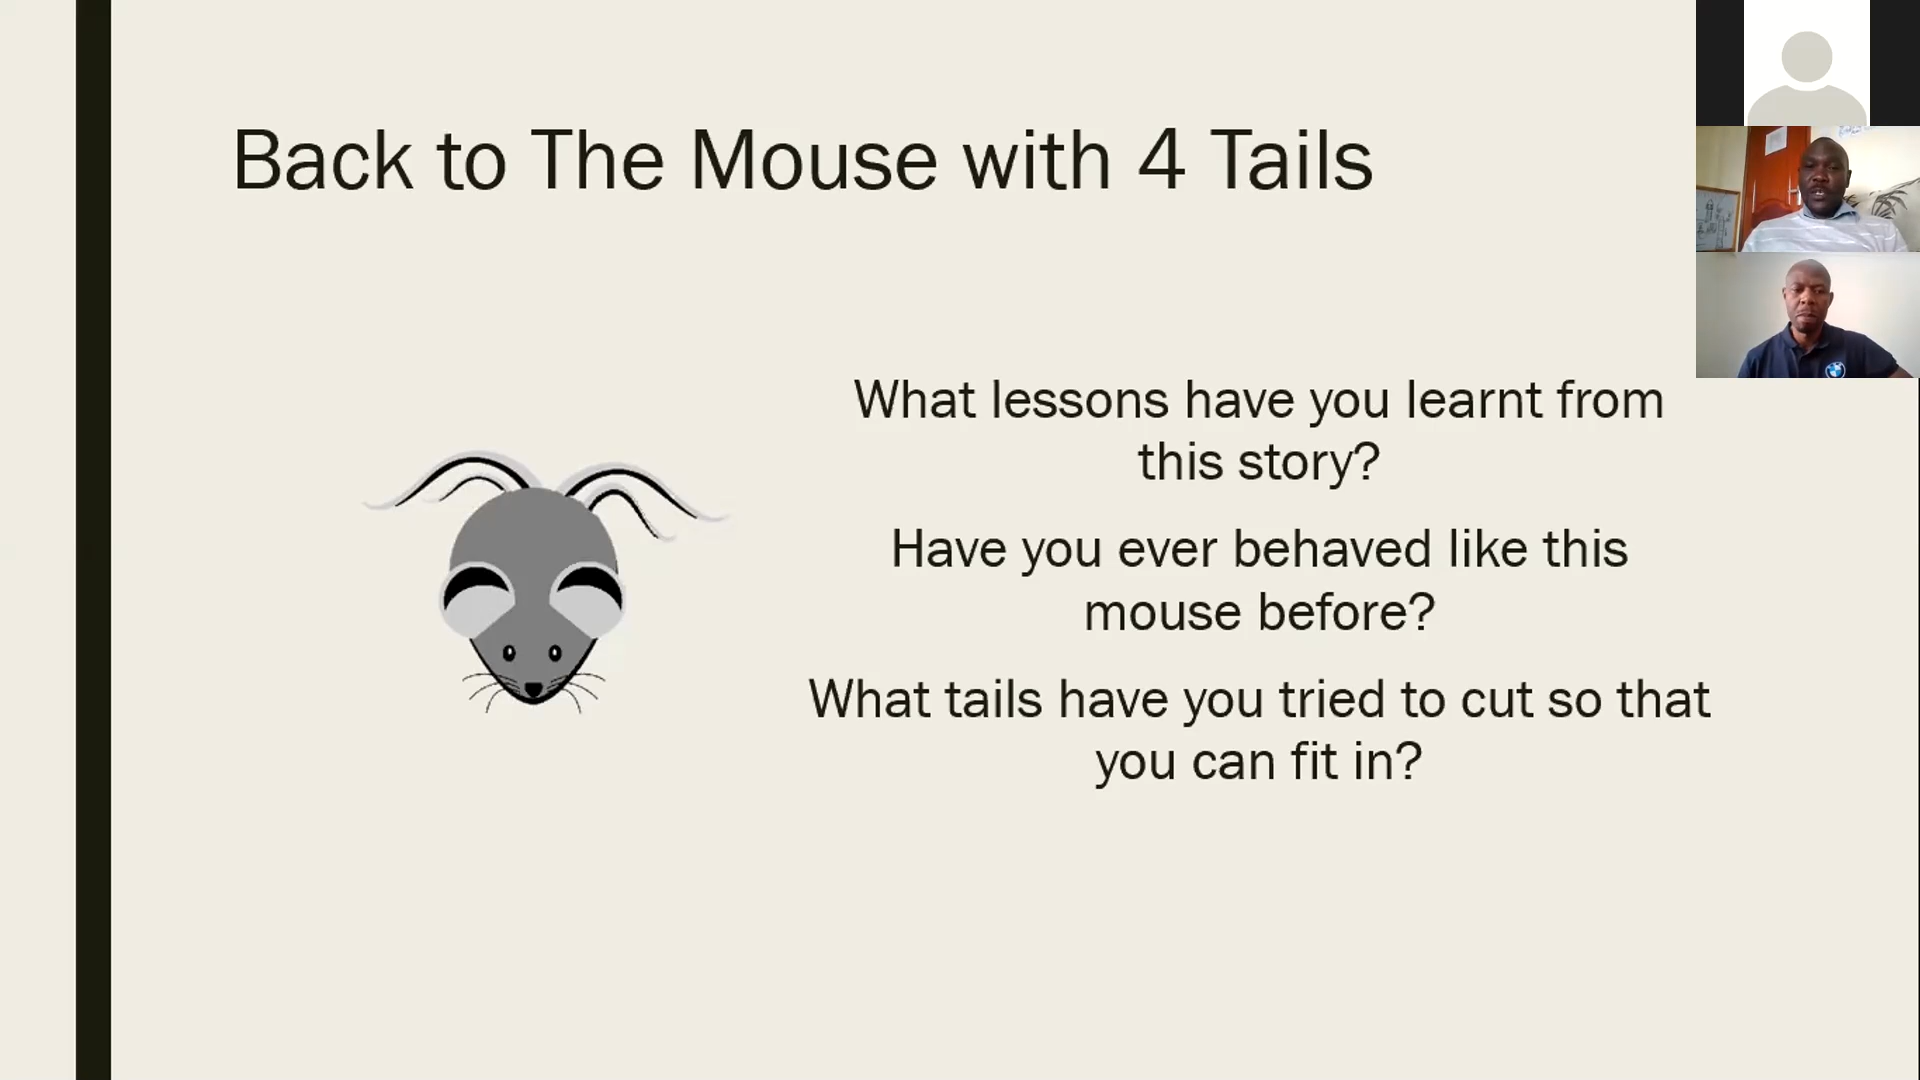 Back to The Mouse with 4 Tails
What lessons have you learnt from
this story?
Have you ever behaved like this
mouse before?
What tails have you tried to cut so that
you can fit in?